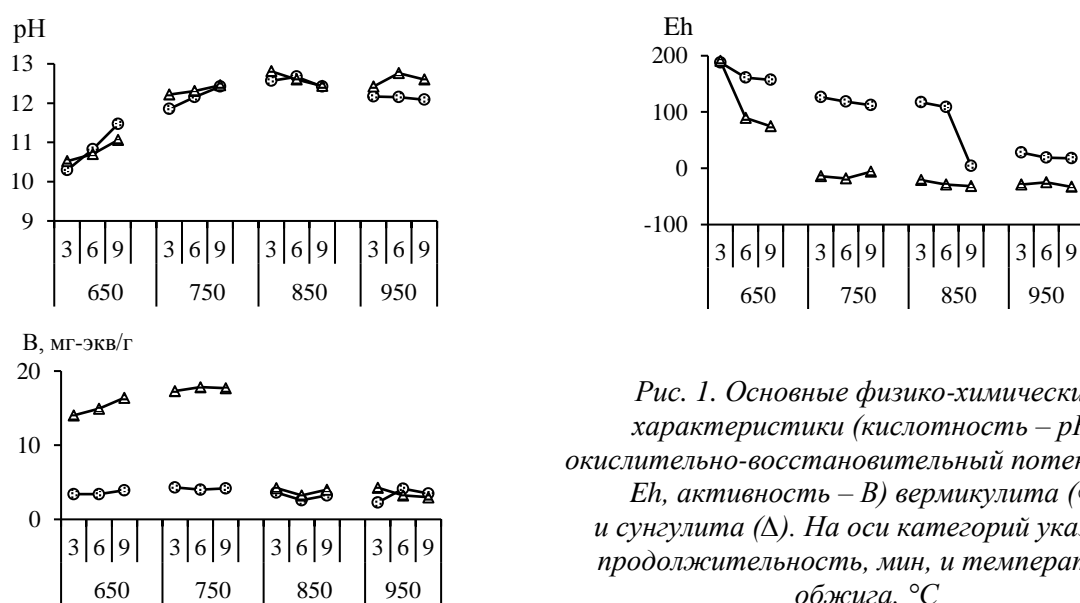 pH
13
12
11
10
9
3 6 9 3 6 9 3 6 9 3 6 9
650 750 850 950
Eh
200
100
0
-100
3 6 9 3 6 9 3 6 9 3 6 9
650 750 850 950
В, мг-экв/г
20
10
0
3 6 9 3 6 9 3 6 9 3 6 9
650 750 850 950
Рис. 1. Основные физико-химически
характеристики (кислотность – p
окислительно-восстановительный потен
Eh, активность – В) вермикулита (
и сунгулита (Δ). На оси категорий ука
продолжительность, мин, и температ
обжига, °С